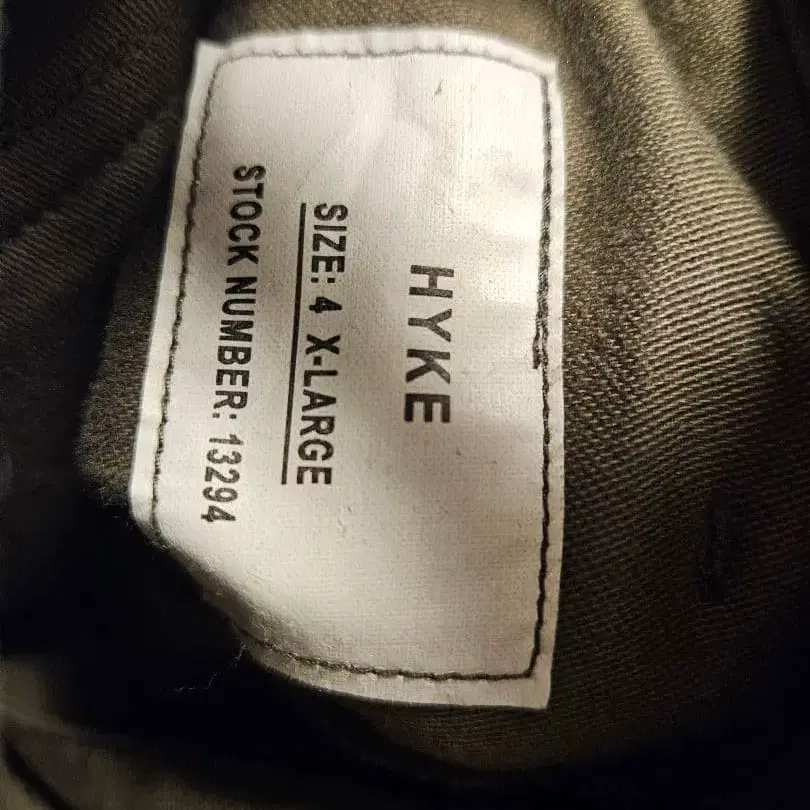 HYKE
SIZE: 4 X-LARGE
STOCK NUMBER: 13294